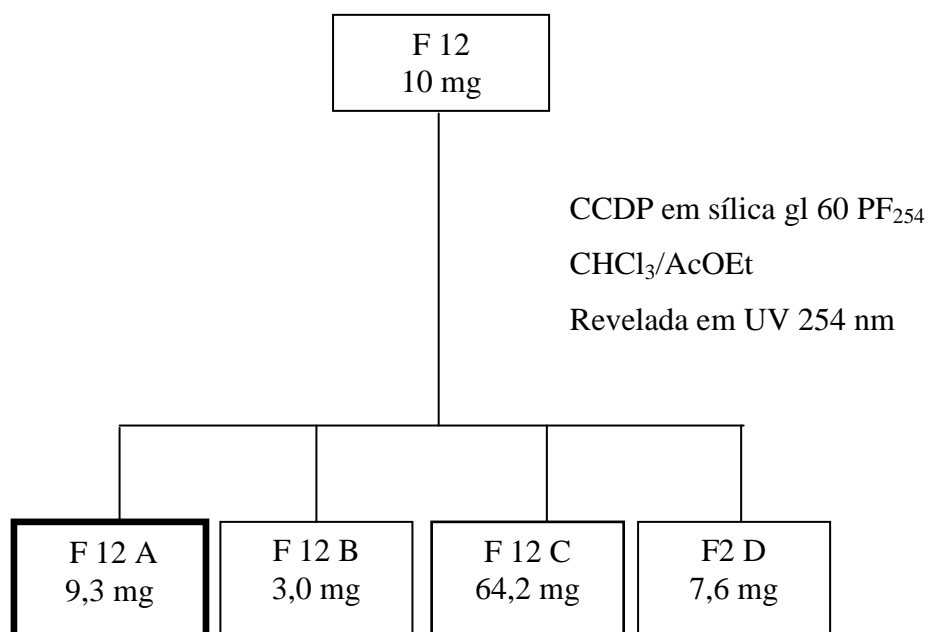 F 12
10 mg
CCDP em sílica gl 60 PF₂₅₄
CHCl₃/AcOEt
Revelada em UV 254 nm
F 12 A
9,3 mg
F 12 B
3,0 mg
F 12 C
64,2 mg
F2 D
7,6 mg